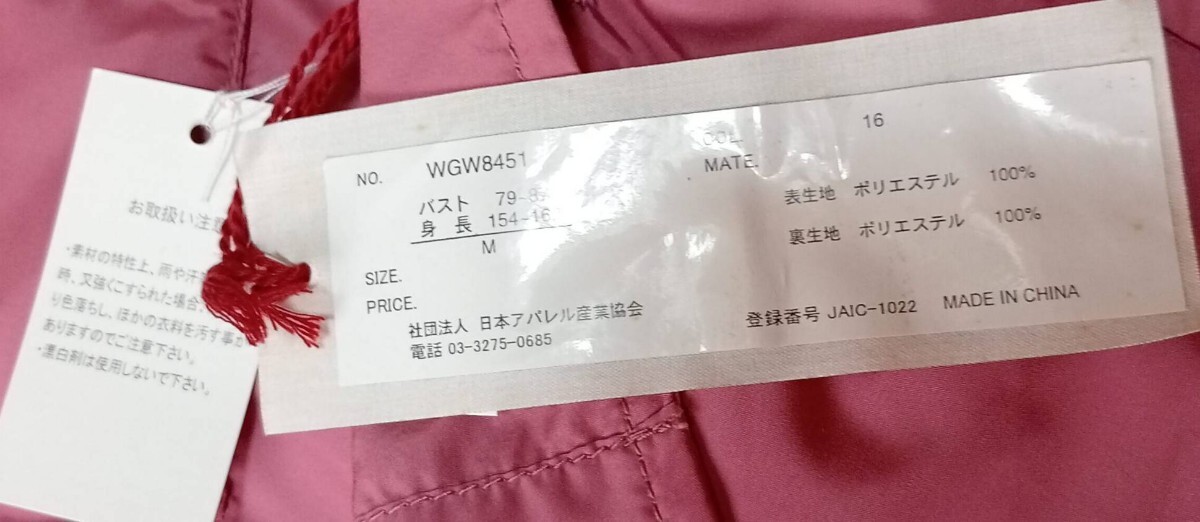 お取扱い注意
・素材の特性上、雨や汗
時、又強くこすられた場合、
り色落ちし、ほかの衣料を汚す事が
ありますのでご注意下さい。
・漂白剤は使用しないで下さい。
NO. WGW8451
バスト 79-8
身長 154-16
M
SIZE.
PRICE.
社団法人 日本アパレル産業協会
電話 03-3275-0685
COL. 16
MATE.
表生地 ポリエステル 100%
裏生地 ポリエステル 100%
登録番号 JAIC-1022 MADE IN CHINA